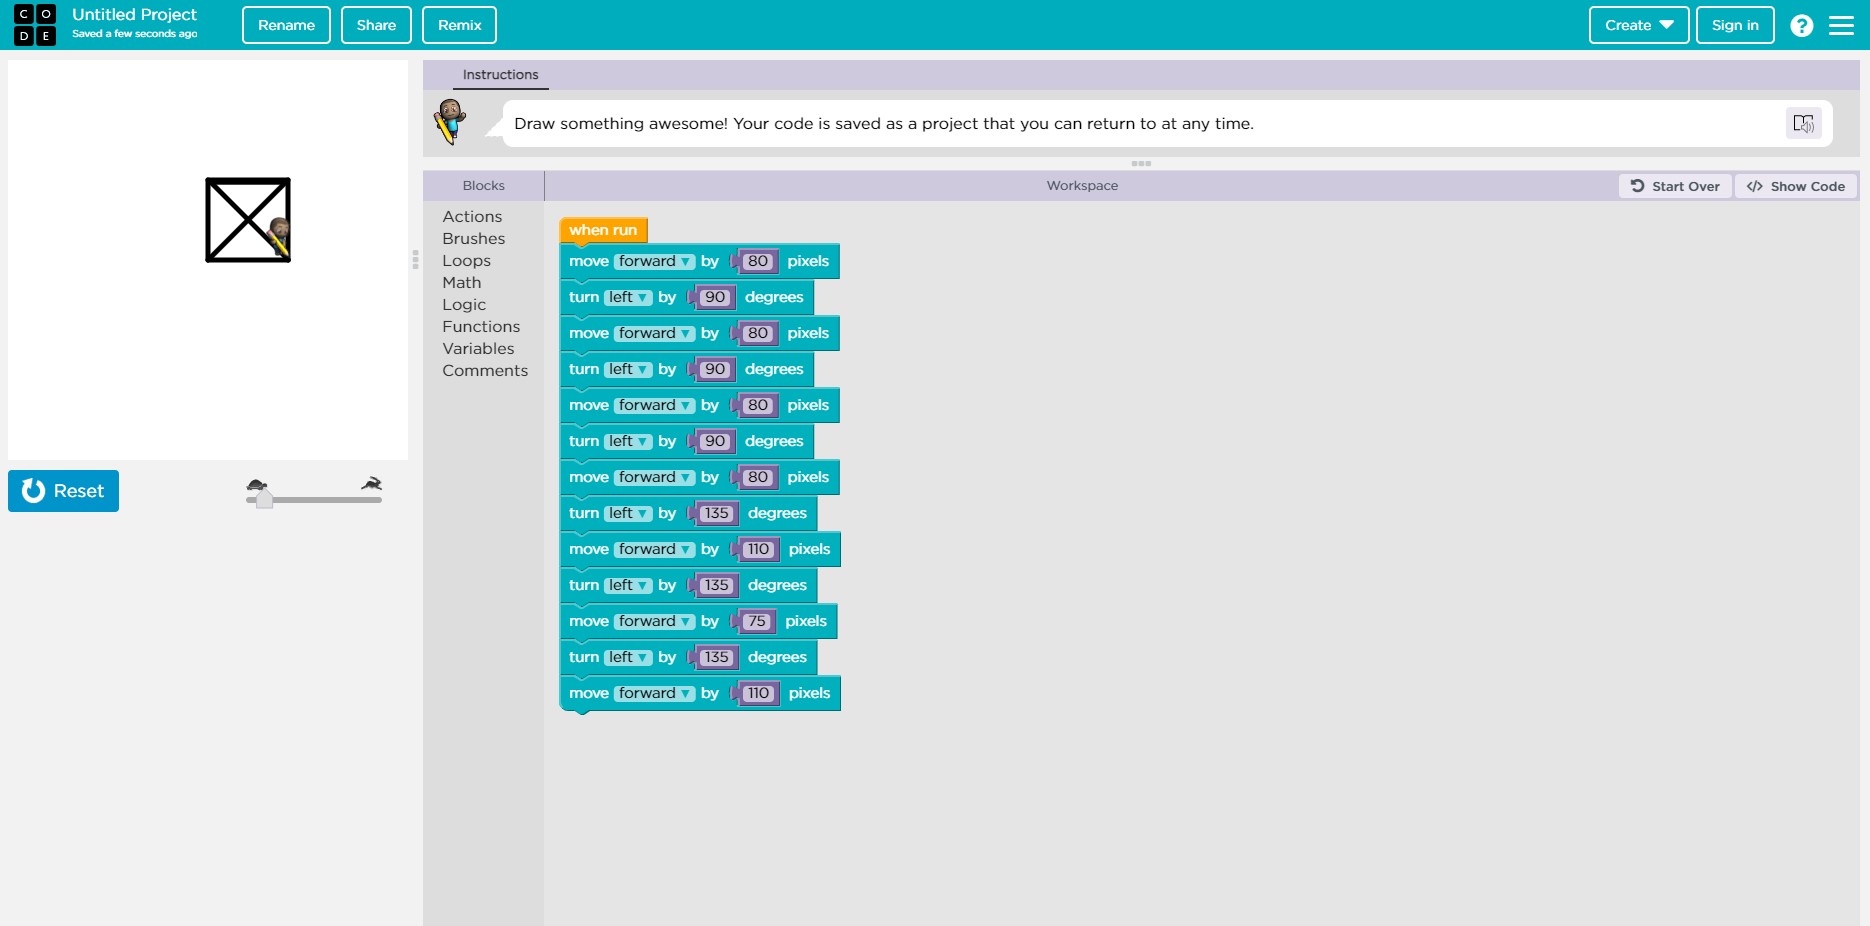 CODE
Untitled Project
Saved a few seconds ago
Rename
Share
Remix
Create
Sign in
?
Instructions
Draw something awesome! Your code is saved as a project that you can return to at any time.
Blocks
Workspace
Start Over
</> Show Code
Actions
Brushes
Loops
Math
Logic
Functions
Variables
Comments
when run
move forward by 80 pixels
turn left by 90 degrees
move forward by 80 pixels
turn left by 90 degrees
move forward by 80 pixels
turn left by 90 degrees
move forward by 80 pixels
turn left by 135 degrees
move forward by 110 pixels
turn left by 135 degrees
move forward by 75 pixels
turn left by 135 degrees
move forward by 110 pixels
Reset